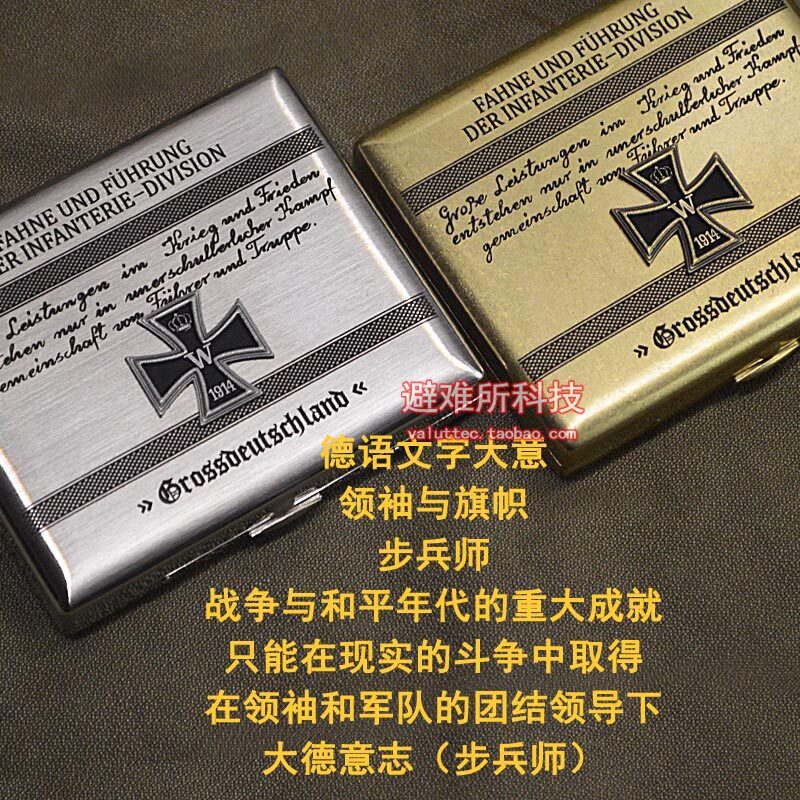 FAHNE UND FÜHRUNG
DER INFANTERIE-DIVISION
Große Leistungen im Krieg und Frieden
entstehen nur in unerschulterlicher Kampf
gemeinschaft von Führer und Truppe.
W
1914
» Grossdeutschland
FAHNE UND FÜHRUNG
DER INFANTERIE-DIVISION
Leistungen im Krieg und Frieden
stehen nur in unerschulterlicher Kampf
gemeinschaft von Führer und Truppe.
W
1914
» Grossdeutschland «
避难所科技
valuttec.taobao.com
德语文字大意
领袖与旗帜
步兵师
战争与和平年代的重大成就
只能在现实的斗争中取得
在领袖和军队的团结领导下
大德意志（步兵师）